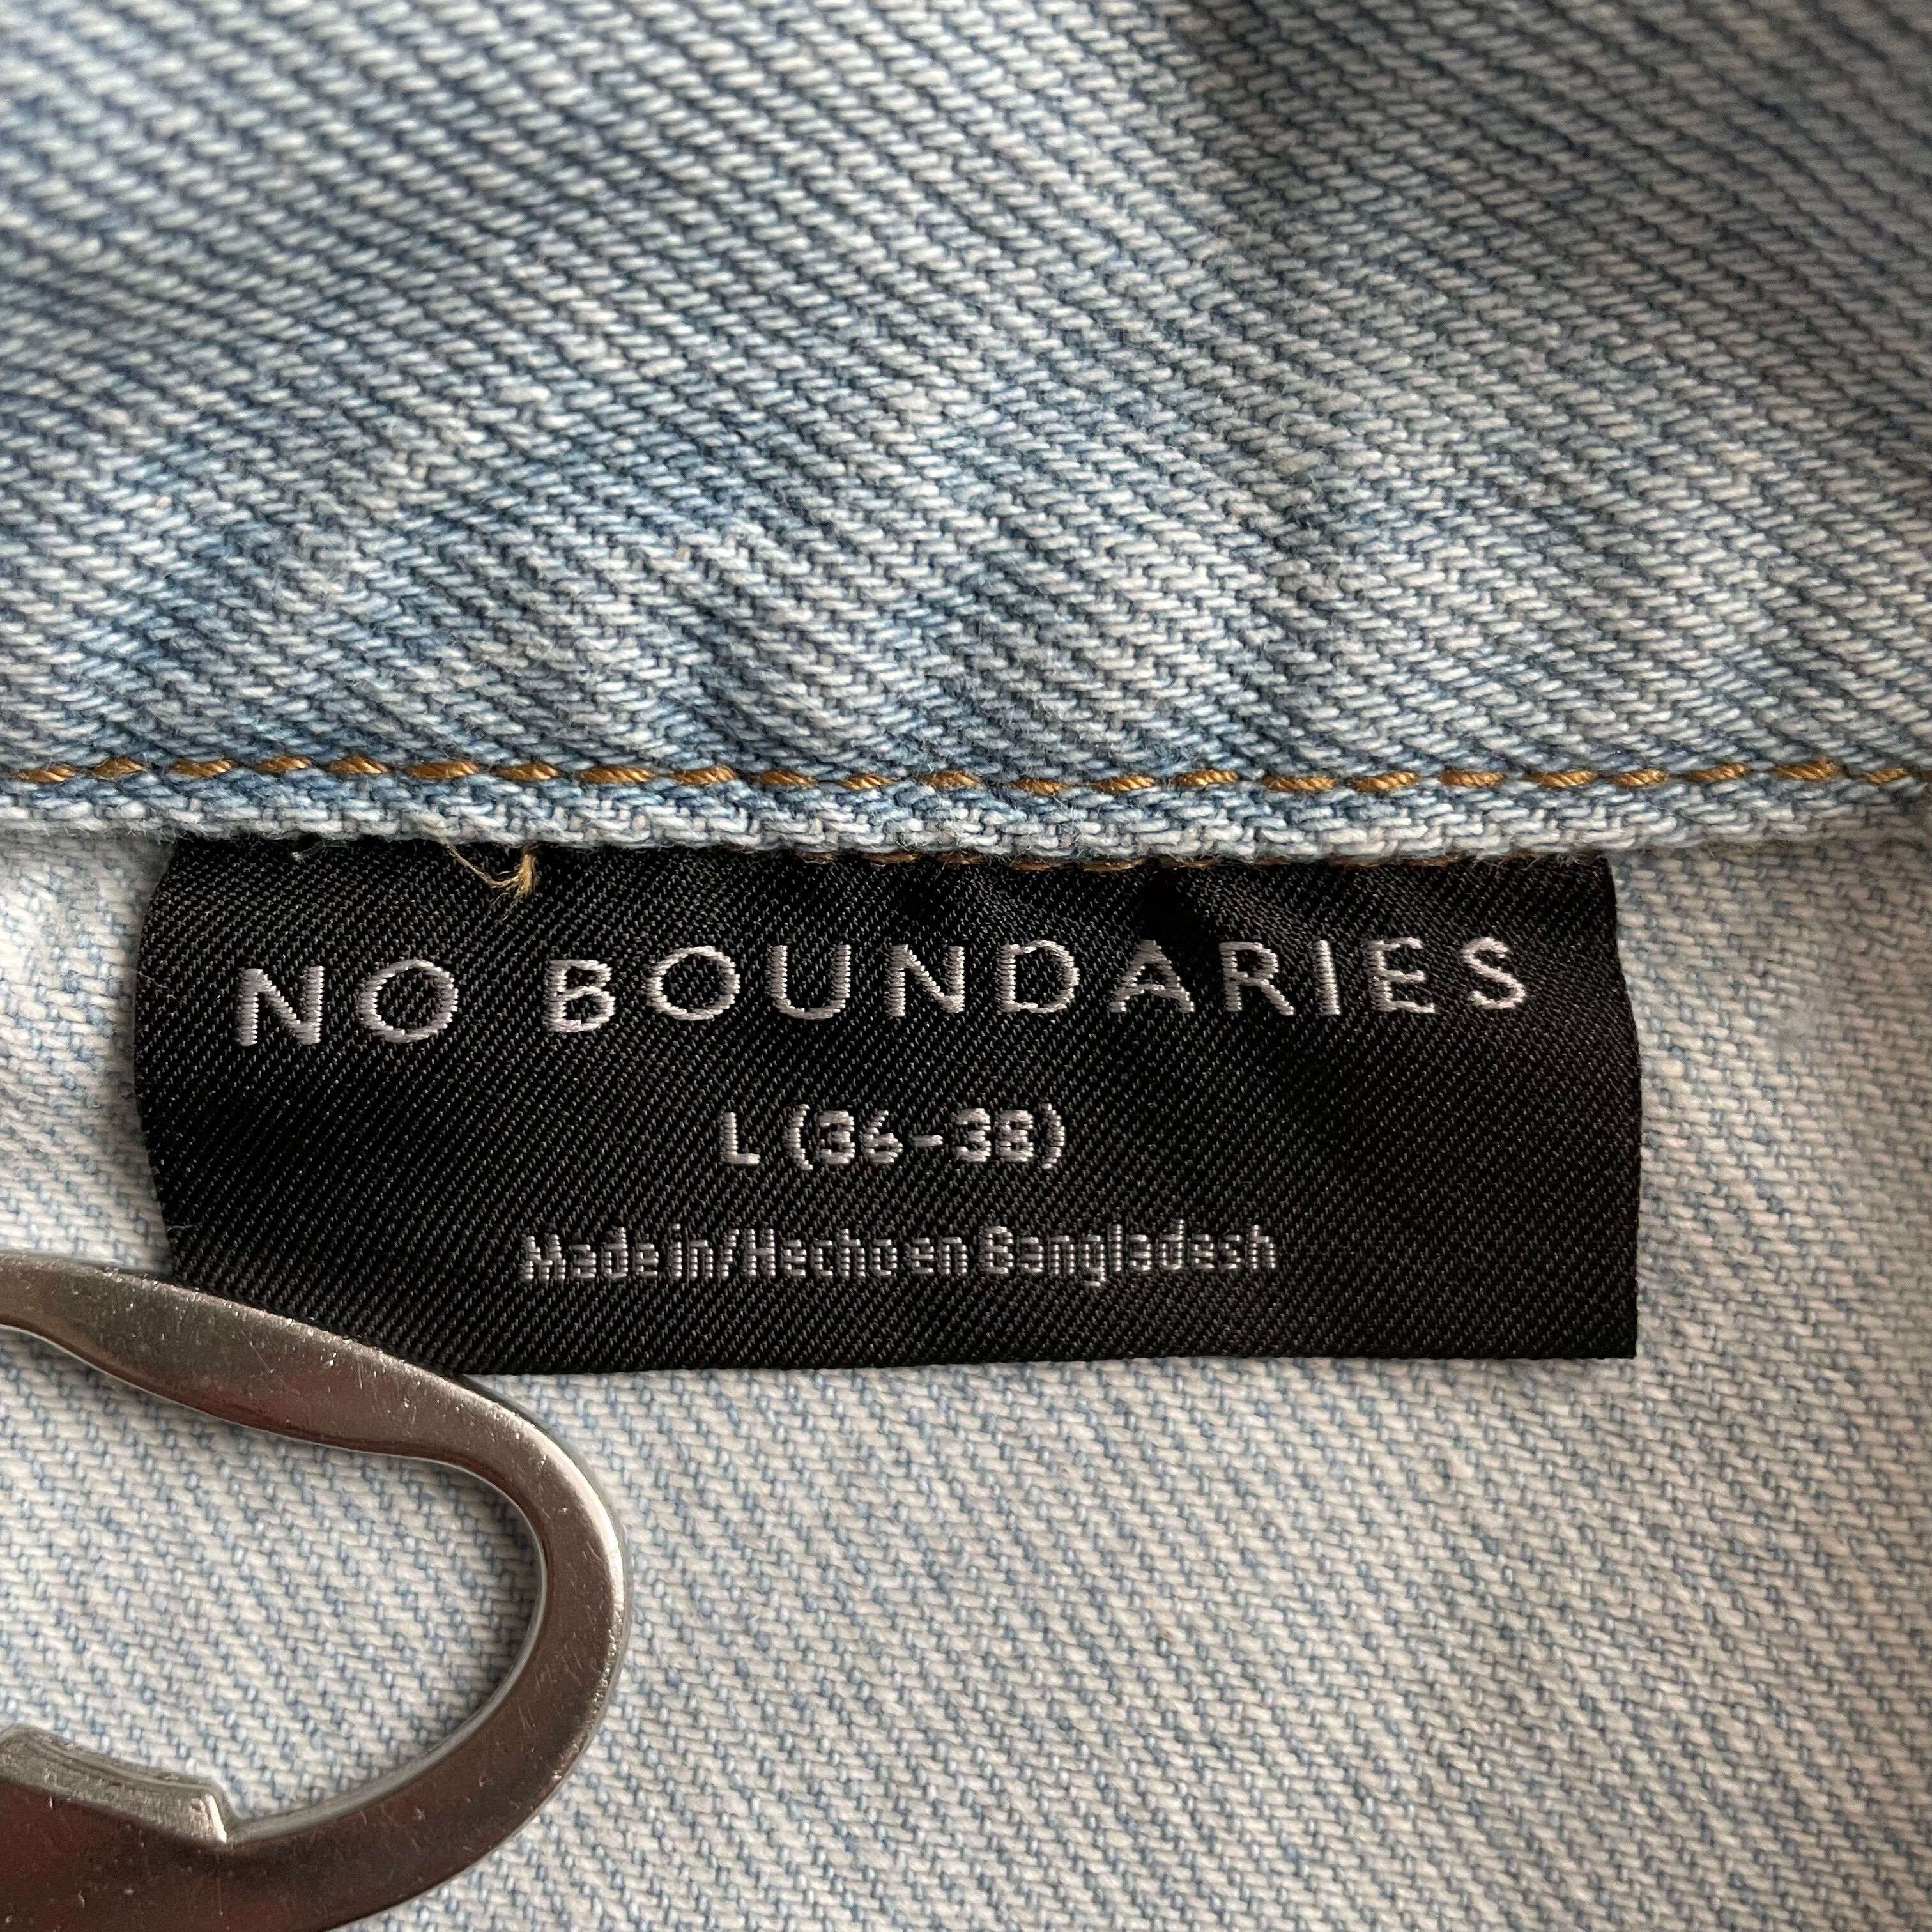 NO BOUNDARIES
L (36-38)
Made in/Hecho en Bangladesh